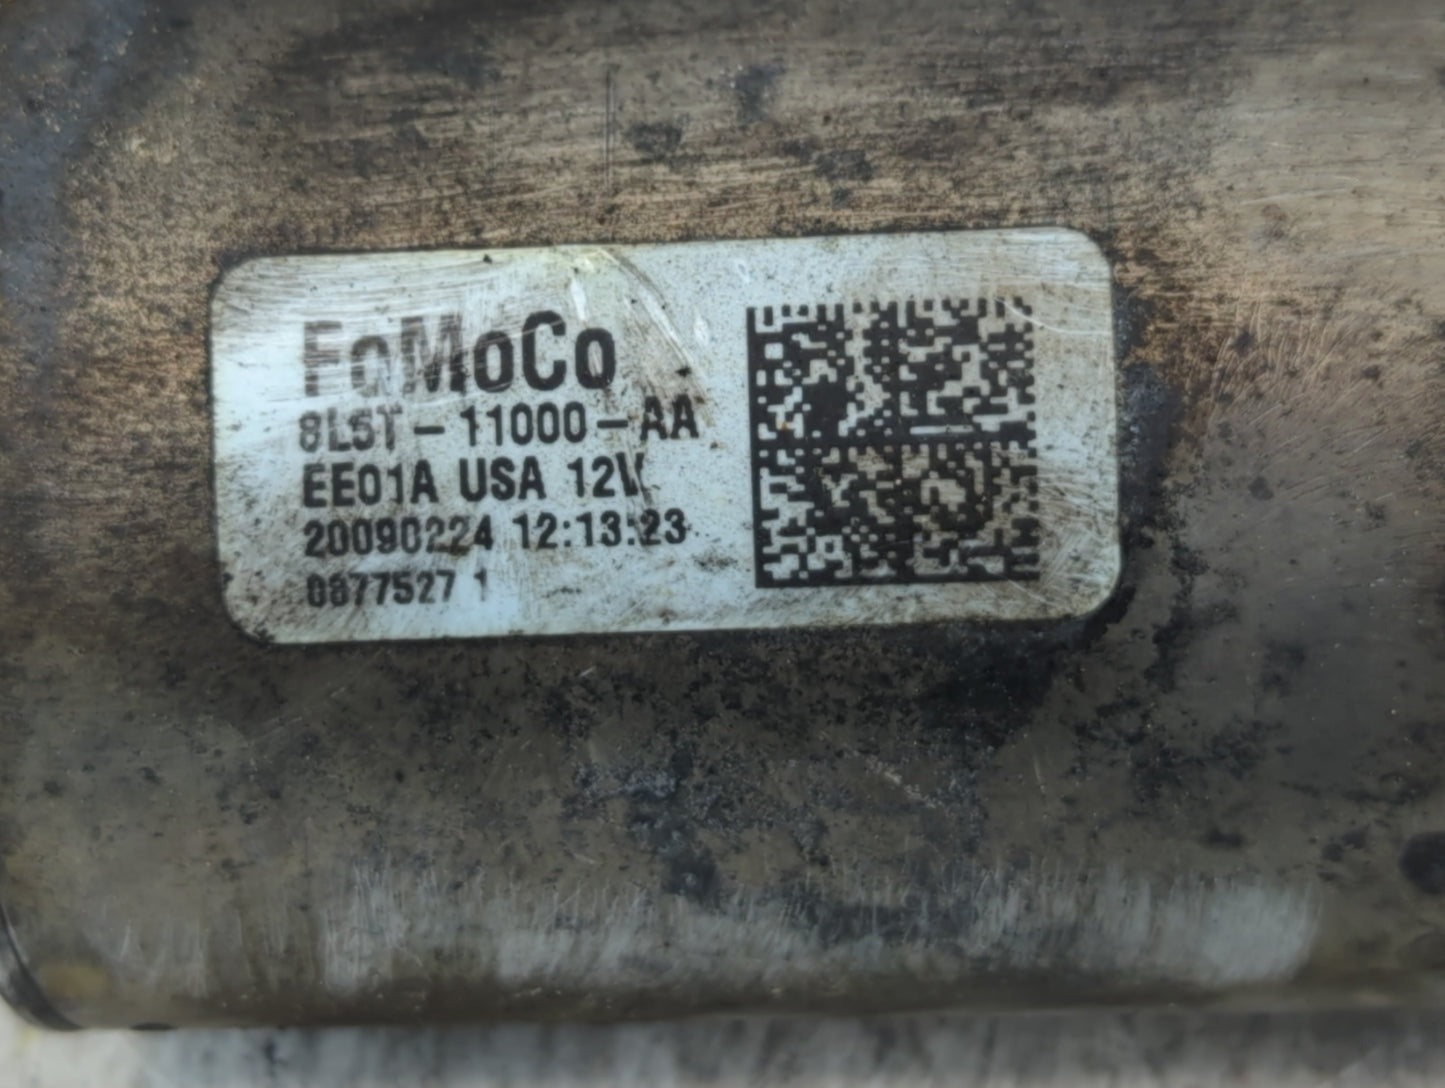 FoMoCo
8L5T-11000-AA
EE01A USA 12V
20090224 12:13:23
0877527 1